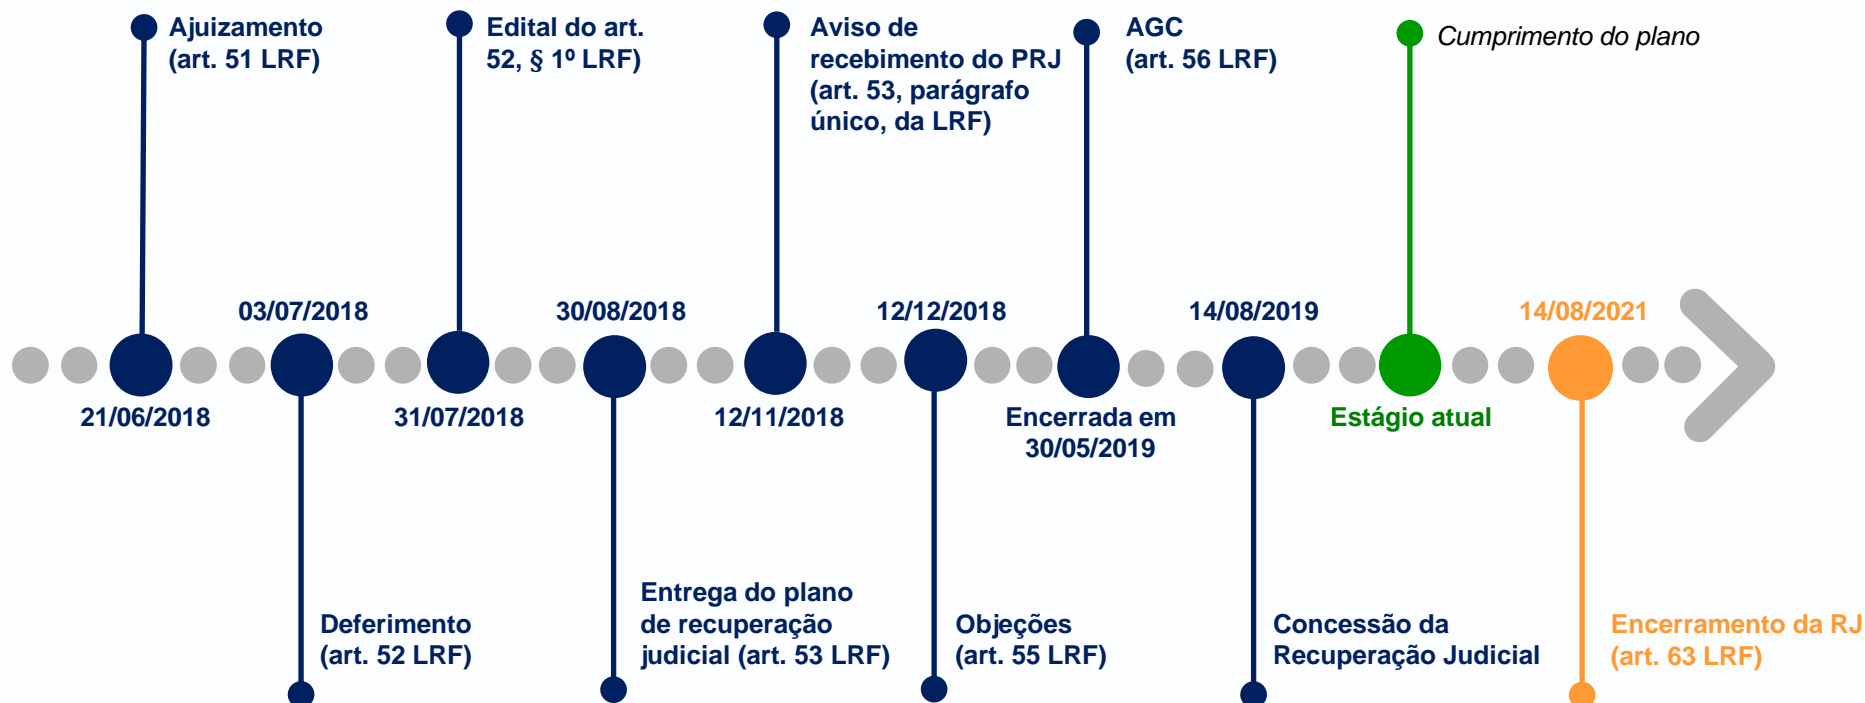 Ajuizamento
(art. 51 LRF)
Edital do art.
52, § 1º LRF)
Aviso de
recebimento do PRJ
(art. 53, parágrafo
único, da LRF)
AGC
(art. 56 LRF)
Cumprimento do plano
03/07/2018
30/08/2018
12/12/2018
14/08/2019
14/08/2021
21/06/2018
31/07/2018
12/11/2018
Encerrada em
30/05/2019
Estágio atual
Deferimento
(art. 52 LRF)
Entrega do plano
de recuperação
judicial (art. 53 LRF)
Objeções
(art. 55 LRF)
Concessão da
Recuperação Judicial
Encerramento da RJ
(art. 63 LRF)